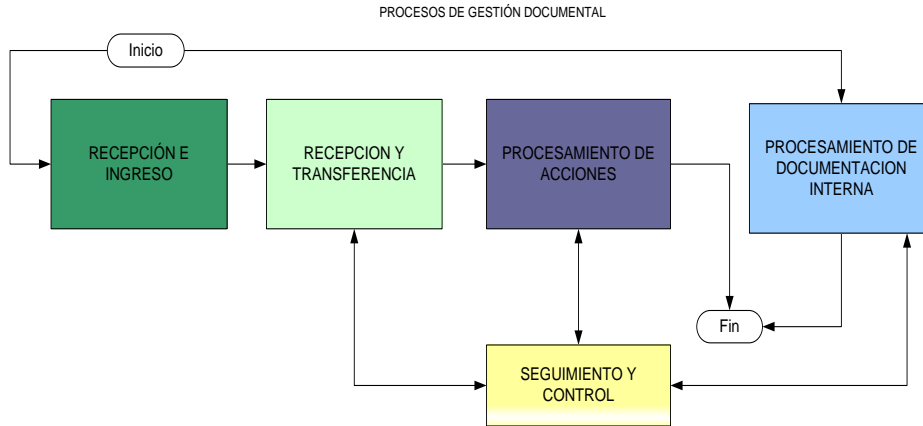 PROCESOS DE GESTIÓN DOCUMENTAL
Inicio
RECEPCIÓN E
INGRESO
RECEPCION Y
TRANSFERENCIA
PROCESAMIENTO DE
ACCIONES
PROCESAMIENTO DE
DOCUMENTACION
INTERNA
Fin
SEGUIMIENTO Y
CONTROL